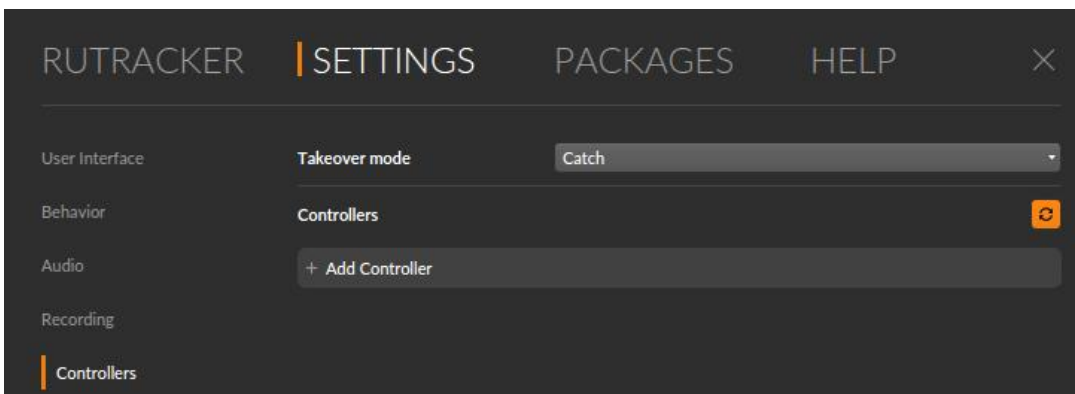 RUTRACKER SETTINGS PACKAGES HELP
User Interface
Takeover mode Catch
Behavior
Controllers
Audio
+ Add Controller
Recording
Controllers